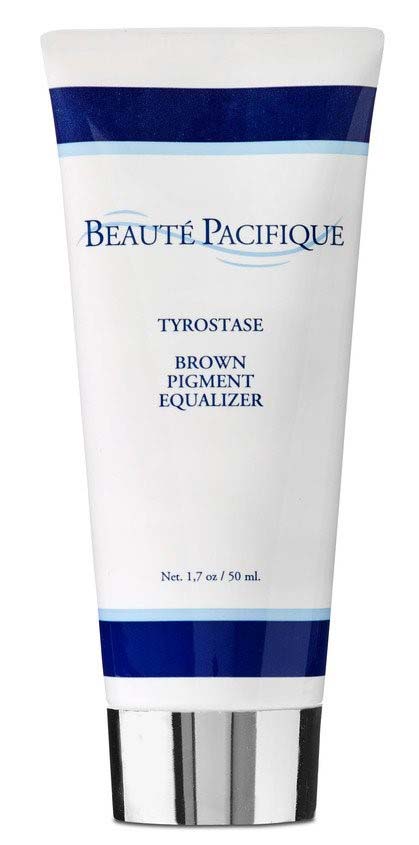 BEAUTÉ PACIFIQUE
TYROSTASE
BROWN
PIGMENT
EQUALIZER
Net. 1,7 oz / 50 ml.